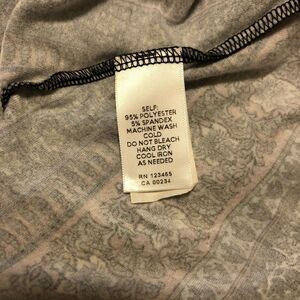 SELF:
95% POLYESTER
5% SPANDEX
MACHINE WASH
COLD
DO NOT BLEACH
HANG DRY
COOL IRON
AS NEEDED
RN 123465
CA 00234